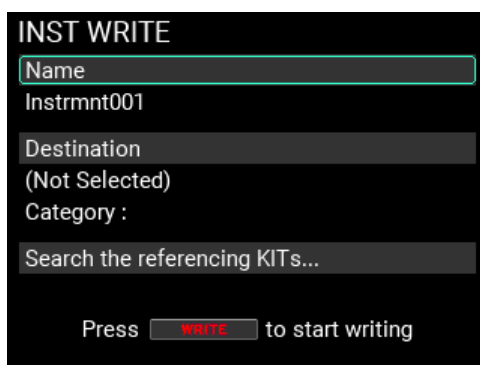 INST WRITE
Name
Instrmnt001
Destination
(Not Selected)
Category :
Search the referencing KITs...
Press WRITE to start writing